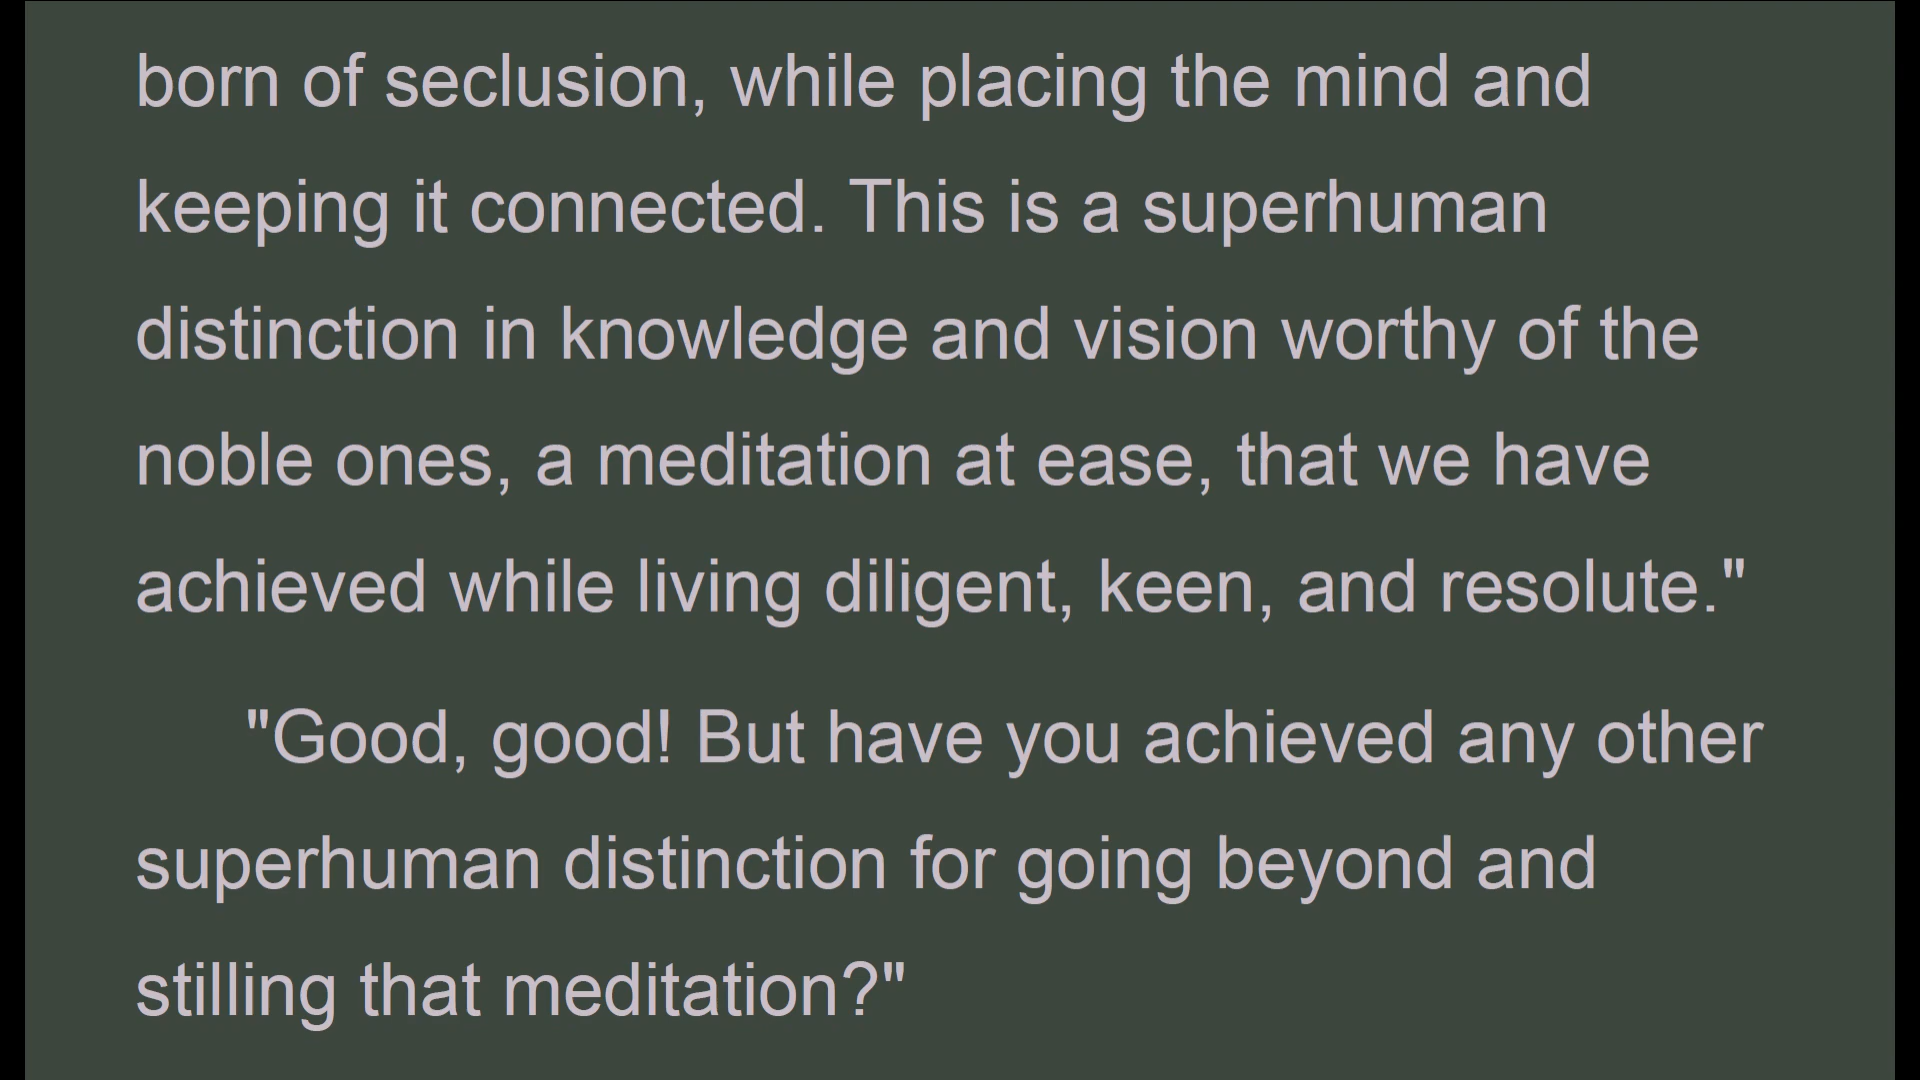 born of seclusion, while placing the mind and
keeping it connected. This is a superhuman
distinction in knowledge and vision worthy of the
noble ones, a meditation at ease, that we have
achieved while living diligent, keen, and resolute."
"Good, good! But have you achieved any other
superhuman distinction for going beyond and
stilling that meditation?"